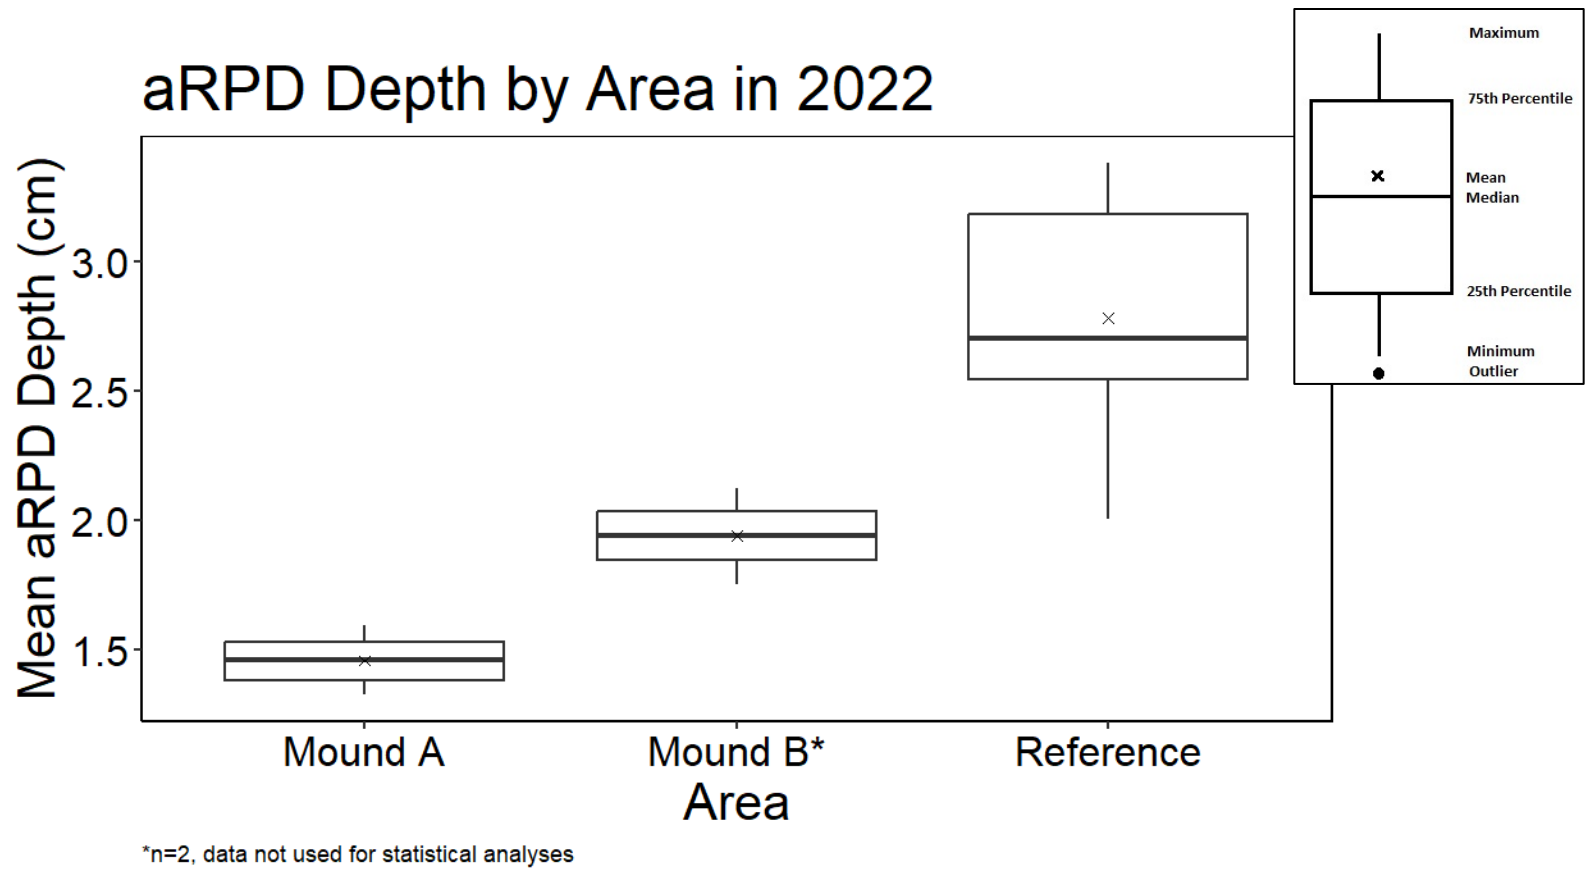 aRPD Depth by Area in 2022
Maximum
75th Percentile
Mean
Median
25th Percentile
Minimum
Outlier
Mean aRPD Depth (cm)
3.0
2.5
2.0
1.5
Mound A
Mound B*
Reference
Area
*n=2, data not used for statistical analyses